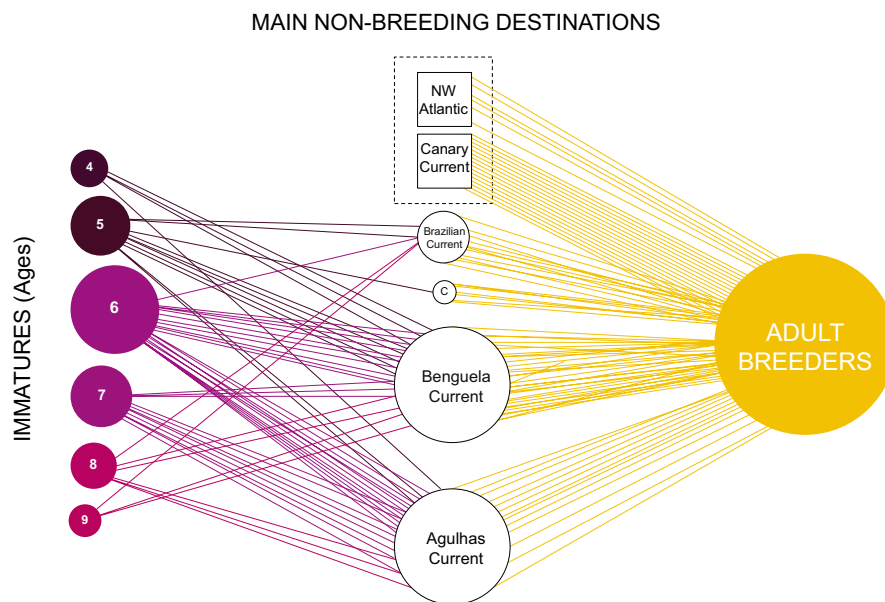 MAIN NON-BREEDING DESTINATIONS
NW
Atlantic
Canary
Current
Brazilian
Current
C
Benguela
Current
Agulhas
Current
IMMATURES (Ages)
4
5
6
7
8
9
ADULT
BREEDERS